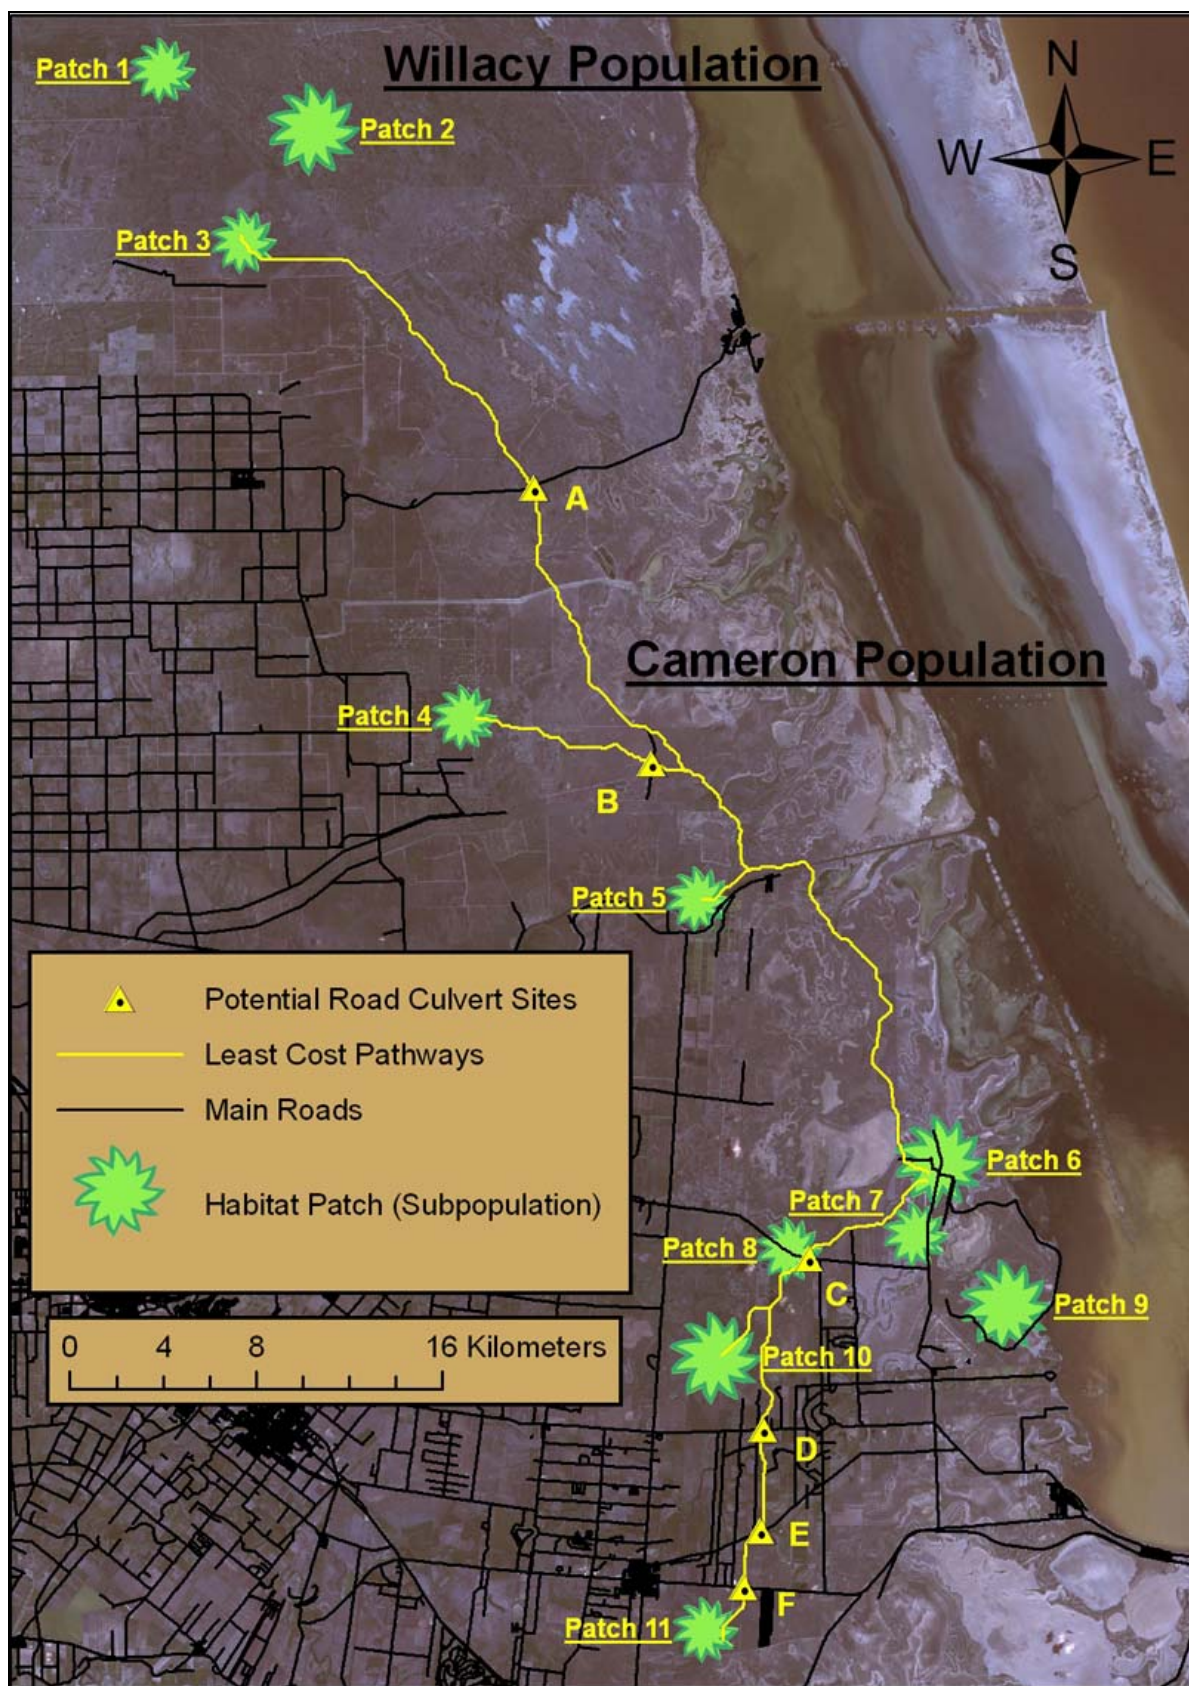 Willacy Population
N
Patch 1
Patch 2
W
E
Patch 3
S
A
Cameron Population
Patch 4
B
Patch 5
Potential Road Culvert Sites
Least Cost Pathways
Main Roads
Habitat Patch (Subpopulation)
Patch 6
Patch 7
Patch 8
C
Patch 9
0 4 8 16 Kilometers
Patch 10
D
E
F
Patch 11